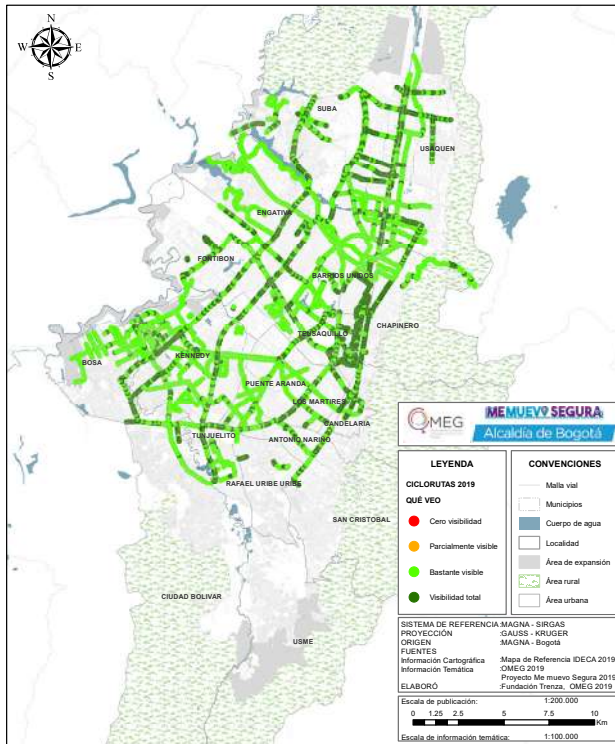 N
W E
S
SUBA
USAQUEN
ENGATIVA
FONTIBON
BARRIOS UNIDOS
TEUSAQUILLO
CHAPINERO
BOSA
KENNEDY
PUENTE ARANDA
LOS MARTIRES
CANDELARIA
TUNJUELITO
ANTONIO NARIÑO
RAFAEL URIBE URIBE
SAN CRISTOBAL
CIUDAD BOLIVAR
USME
OMEG
MEMUEVO SEGURA
Alcaldía de Bogotá
LEYENDA
CICLORUTAS 2019
QUÉ VEO
Cero visibilidad
Parcialmente visible
Bastante visible
Visibilidad total
CONVENCIONES
Malla vial
Municipios
Cuerpo de agua
Localidad
Área de expansión
Área rural
Área urbana
SISTEMA DE REFERENCIA :MAGNA - SIRGAS
PROYECCIÓN :GAUSS - KRUGER
ORIGEN :MAGNA - Bogotá
FUENTES
Información Cartográfica :Mapa de Referencia IDECA 2019
Información Temática :OMEG 2019
Proyecto Me muevo Segura 2019
ELABORÓ :Fundación Trenza, OMEG 2019
Escala de publicación: 1:200.000
0 1.25 2.5 5 7.5 10
Km
Escala de información temática: 1:100.000